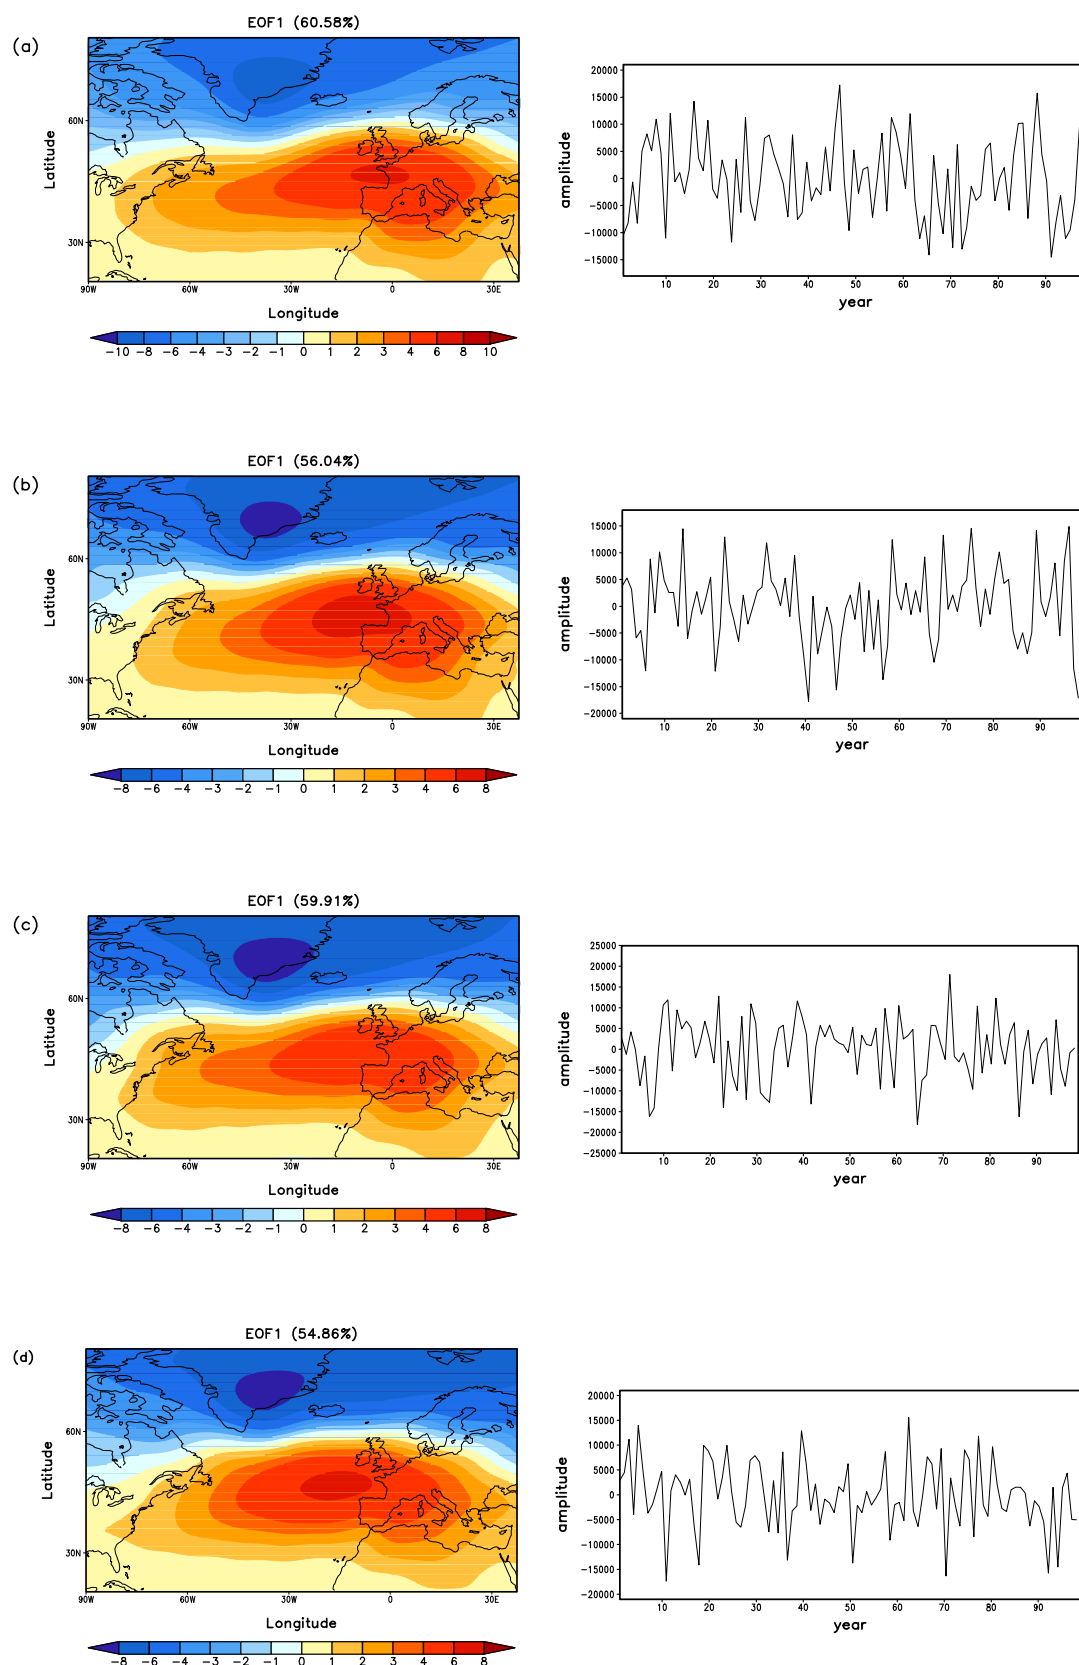 EOF1 (60.58%)
(a)
Latitude
60N
30N
90W 60W 30W 0 30E
Longitude
-10 -8 -6 -4 -3 -2 -1 0 1 2 3 4 6 8 10
amplitude
20000
15000
10000
5000
0
-5000
-10000
-15000
10 20 30 40 50 60 70 80 90
year
EOF1 (56.04%)
(b)
Latitude
60N
30N
90W 60W 30W 0 30E
Longitude
-8 -6 -4 -3 -2 -1 0 1 2 3 4 6 8
amplitude
15000
10000
5000
0
-5000
-10000
-15000
-20000
10 20 30 40 50 60 70 80 90
year
EOF1 (59.91%)
(c)
Latitude
60N
30N
90W 60W 30W 0 30E
Longitude
-8 -6 -4 -3 -2 -1 0 1 2 3 4 6 8
amplitude
25000
20000
15000
10000
5000
0
-5000
-10000
-15000
-20000
-25000
10 20 30 40 50 60 70 80 90
year
EOF1 (54.86%)
(d)
Latitude
60N
30N
90W 60W 30W 0 30E
Longitude
-8 -6 -4 -3 -2 -1 0 1 2 3 4 6 8
amplitude
20000
15000
10000
5000
0
-5000
-10000
-15000
-20000
10 20 30 40 50 60 70 80 90
year